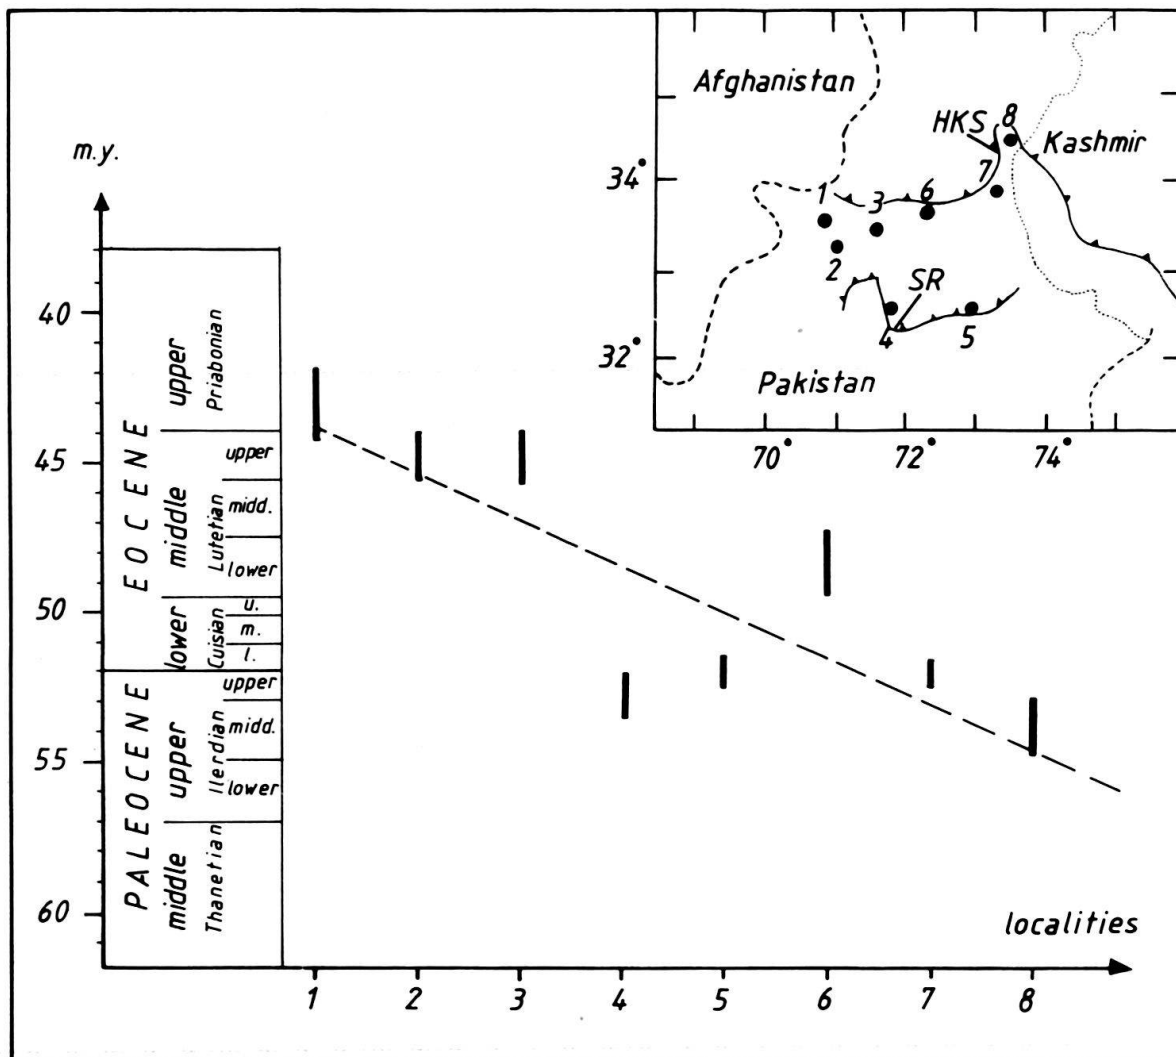 m.y.
40
45
50
55
60
EOCENE
upper
Priabonian
middle
Lutetian
upper
midd.
lower
lower
Cuisian
u.
m.
l.
PALEOCENE
upper
Ilerdian
upper
midd.
lower
middle
Thanetian
1 2 3 4 5 6 7 8
localities
Afghanistan
HKS
8
Kashmir
34°
7
1
3
6
2
SR
4
5
32°
Pakistan
70° 72° 74°